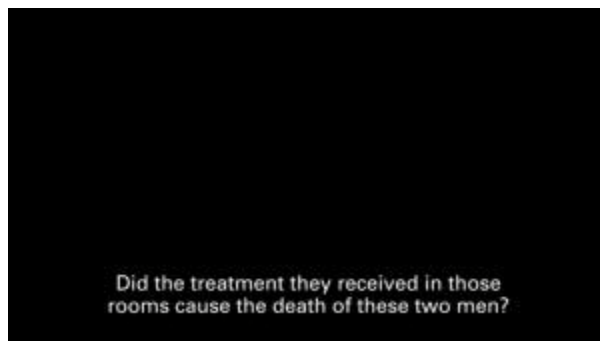 Did the treatment they received in those
rooms cause the death of these two men?